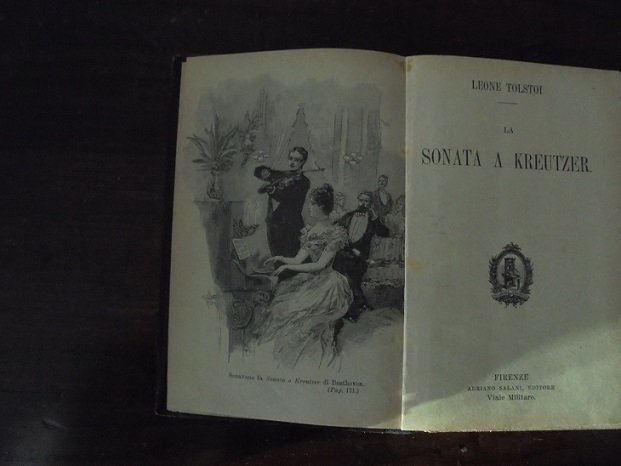 Suonavano la Sonata a Kreutzer di Beethoven.
(Pag. 171.)
LEONE TOLSTOI
LA
SONATA A KREUTZER.
FIRENZE
ADRIANO SALANI, EDITORE
Viale Militare.